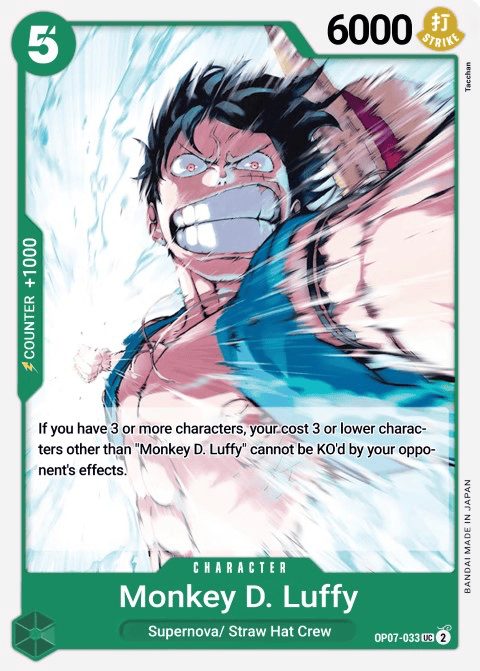 5
6000
打
STRIKE
Tacchan
⚡COUNTER +1000
If you have 3 or more characters, your cost 3 or lower charac-
ters other than "Monkey D. Luffy" cannot be KO'd by your oppo-
nent's effects.
BANDAI MADE IN JAPAN
CHARACTER
Monkey D. Luffy
Supernova/ Straw Hat Crew
OP07-033 UC 2